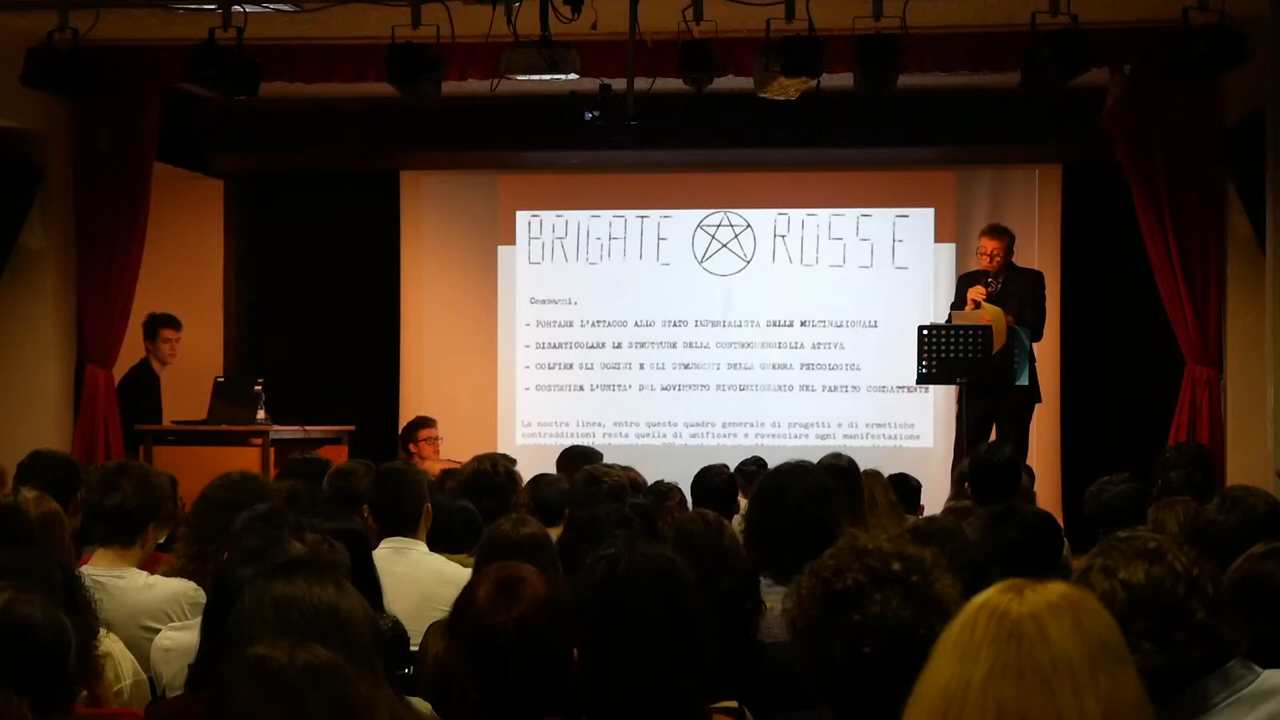 BRIGATE ROSSE
Compagni,
- PORTARE L'ATTACCO ALLO STATO IMPERIALISTA DELLE MULTINAZIONALI
- DISARTICOLARE LE STRUTTURE DELLA CONTROGUERRIGLIA ATTIVA
- COLPIRE GLI UOMINI E GLI STRUMENTI DELLA GUERRA PSICOLOGICA
- COSTRUIRE L'UNITA' DEL MOVIMENTO RIVOLUZIONARIO NEL PARTITO COMBATTENTE
La nostra linea, entro questo quadro generale di progetti e di ermetiche
contraddizioni resta quella di unificare e rovesciare ogni manifestazione